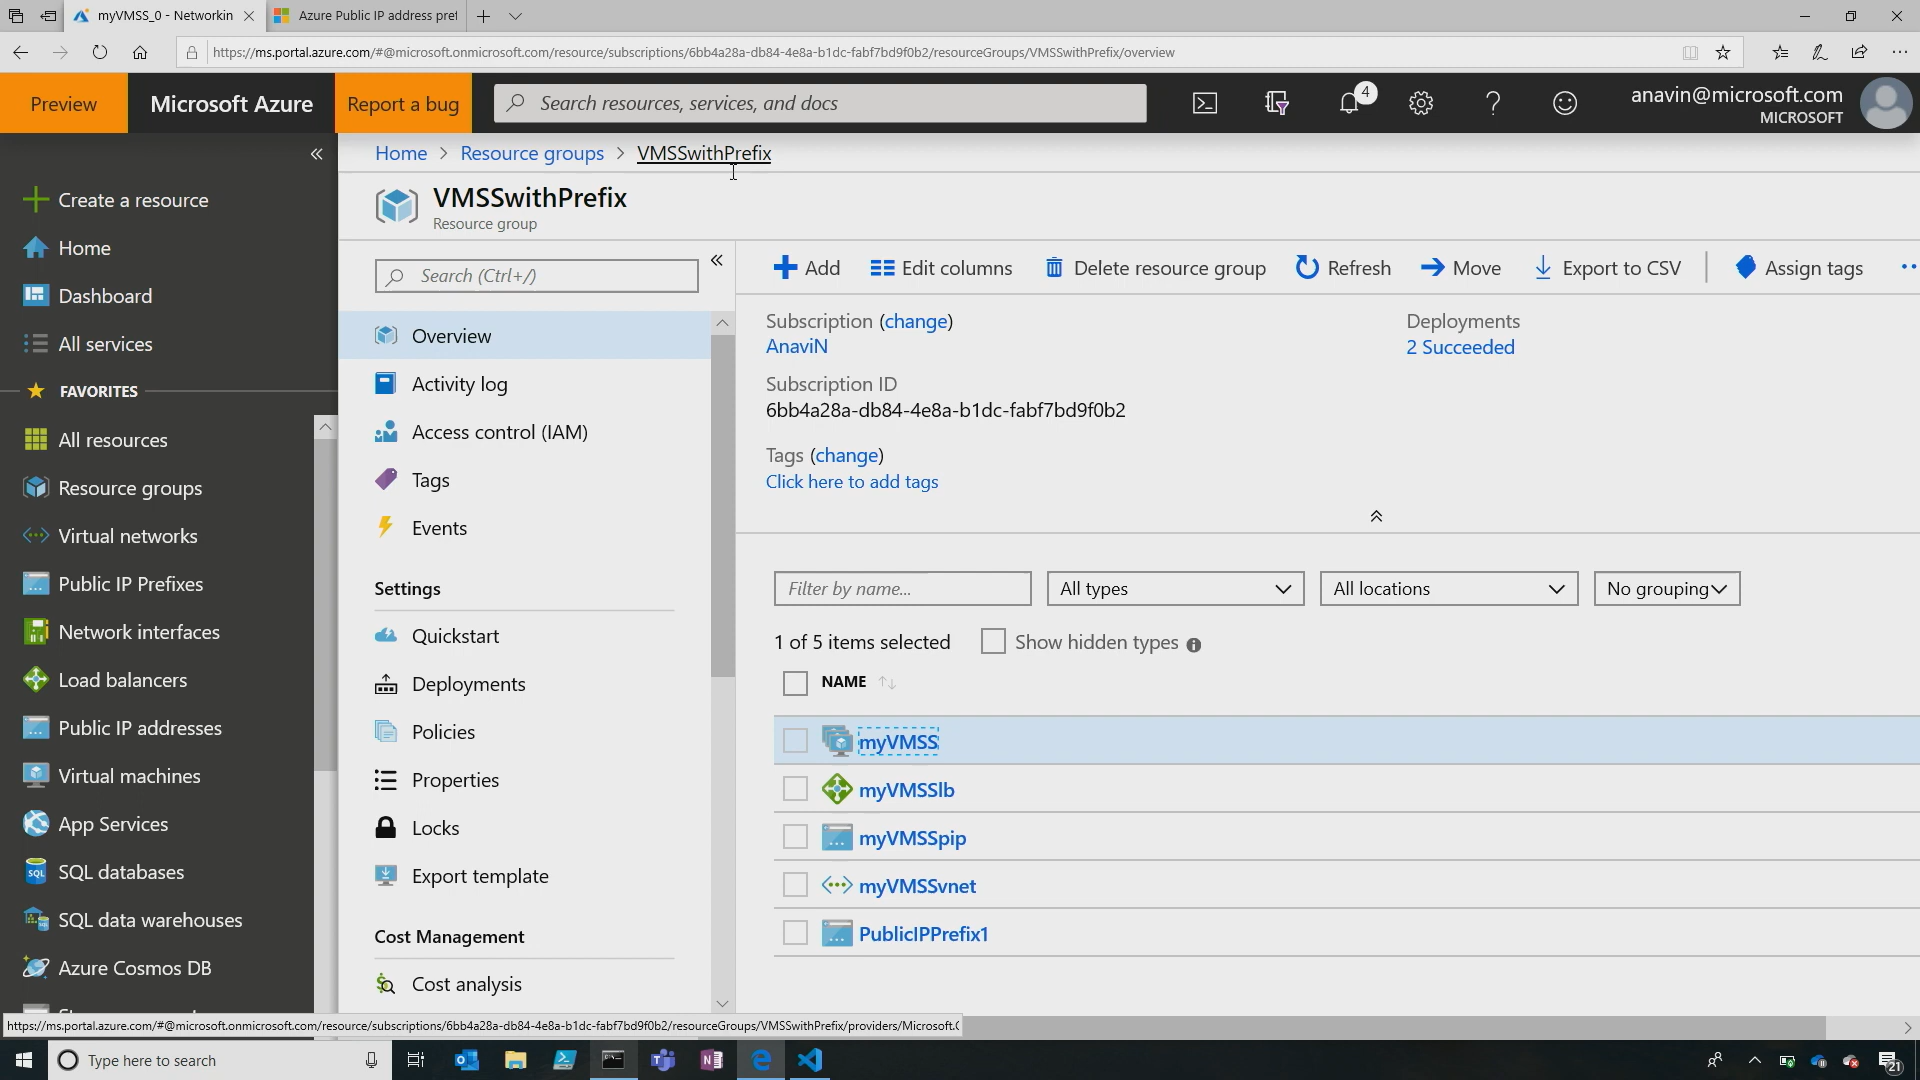 myVMSS_0 - Networkin
Azure Public IP address pref
https://ms.portal.azure.com/#@microsoft.onmicrosoft.com/resource/subscriptions/6bb4a28a-db84-4e8a-b1dc-fabf7bd9f0b2/resourceGroups/VMSSwithPrefix/overview
Preview
Microsoft Azure
Report a bug
Search resources, services, and docs
4
anavin@microsoft.com
MICROSOFT
Home > Resource groups > VMSSwithPrefix
VMSSwithPrefix
Resource group
Create a resource
Home
Dashboard
All services
FAVORITES
All resources
Resource groups
Virtual networks
Public IP Prefixes
Network interfaces
Load balancers
Public IP addresses
Virtual machines
App Services
SQL databases
SQL data warehouses
Azure Cosmos DB
Search (Ctrl+/)
Overview
Activity log
Access control (IAM)
Tags
Events
Settings
Quickstart
Deployments
Policies
Properties
Locks
Export template
Cost Management
Cost analysis
Add
Edit columns
Delete resource group
Refresh
Move
Export to CSV
Assign tags
Subscription (change)
AnaviN
Deployments
2 Succeeded
Subscription ID
6bb4a28a-db84-4e8a-b1dc-fabf7bd9f0b2
Tags (change)
Click here to add tags
Filter by name...
All types
All locations
No grouping
1 of 5 items selected
Show hidden types
NAME
myVMSS
myVMSSlb
myVMSSpip
myVMSSvnet
PublicIPPrefix1
https://ms.portal.azure.com/#@microsoft.onmicrosoft.com/resource/subscriptions/6bb4a28a-db84-4e8a-b1dc-fabf7bd9f0b2/resourceGroups/VMSSwithPrefix/providers/Microsoft.C
Type here to search
21